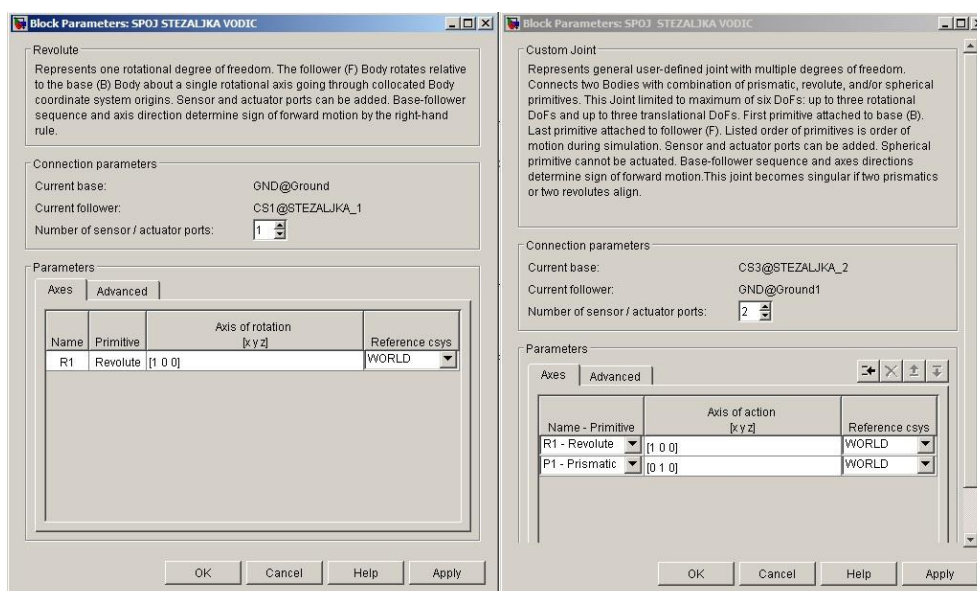 Block Parameters: SPOJ STEZALJKA VODIC
Revolute
Represents one rotational degree of freedom. The follower (F) Body rotates relative
to the base (B) Body about a single rotational axis going through collocated Body
coordinate system origins. Sensor and actuator ports can be added. Base-follower
sequence and axis direction determine sign of forward motion by the right-hand
rule.
Connection parameters
Current base: GND@Ground
Current follower: CS1@STEZALJKA_1
Number of sensor / actuator ports: 1
Parameters
Axes Advanced
Axis of rotation
Name Primitive [x y z] Reference csys
R1 Revolute [1 0 0] WORLD
OK Cancel Help Apply
Block Parameters: SPOJ STEZALJKA VODIC
Custom Joint
Represents general user-defined joint with multiple degrees of freedom.
Connects two Bodies with combination of prismatic, revolute, and/or spherical
primitives. This Joint limited to maximum of six DoFs: up to three rotational
DoFs and up to three translational DoFs. First primitive attached to base (B).
Last primitive attached to follower (F). Listed order of primitives is order of
motion during simulation. Sensor and actuator ports can be added. Spherical
primitive cannot be actuated. Base-follower sequence and axes directions
determine sign of forward motion.This joint becomes singular if two prismatics
or two revolutes align.
Connection parameters
Current base: CS3@STEZALJKA_2
Current follower: GND@Ground1
Number of sensor / actuator ports: 2
Parameters
Axes Advanced
Axis of action
Name - Primitive [x y z] Reference csys
R1 - Revolute [1 0 0] WORLD
P1 - Prismatic [0 1 0] WORLD
OK Cancel Help Apply